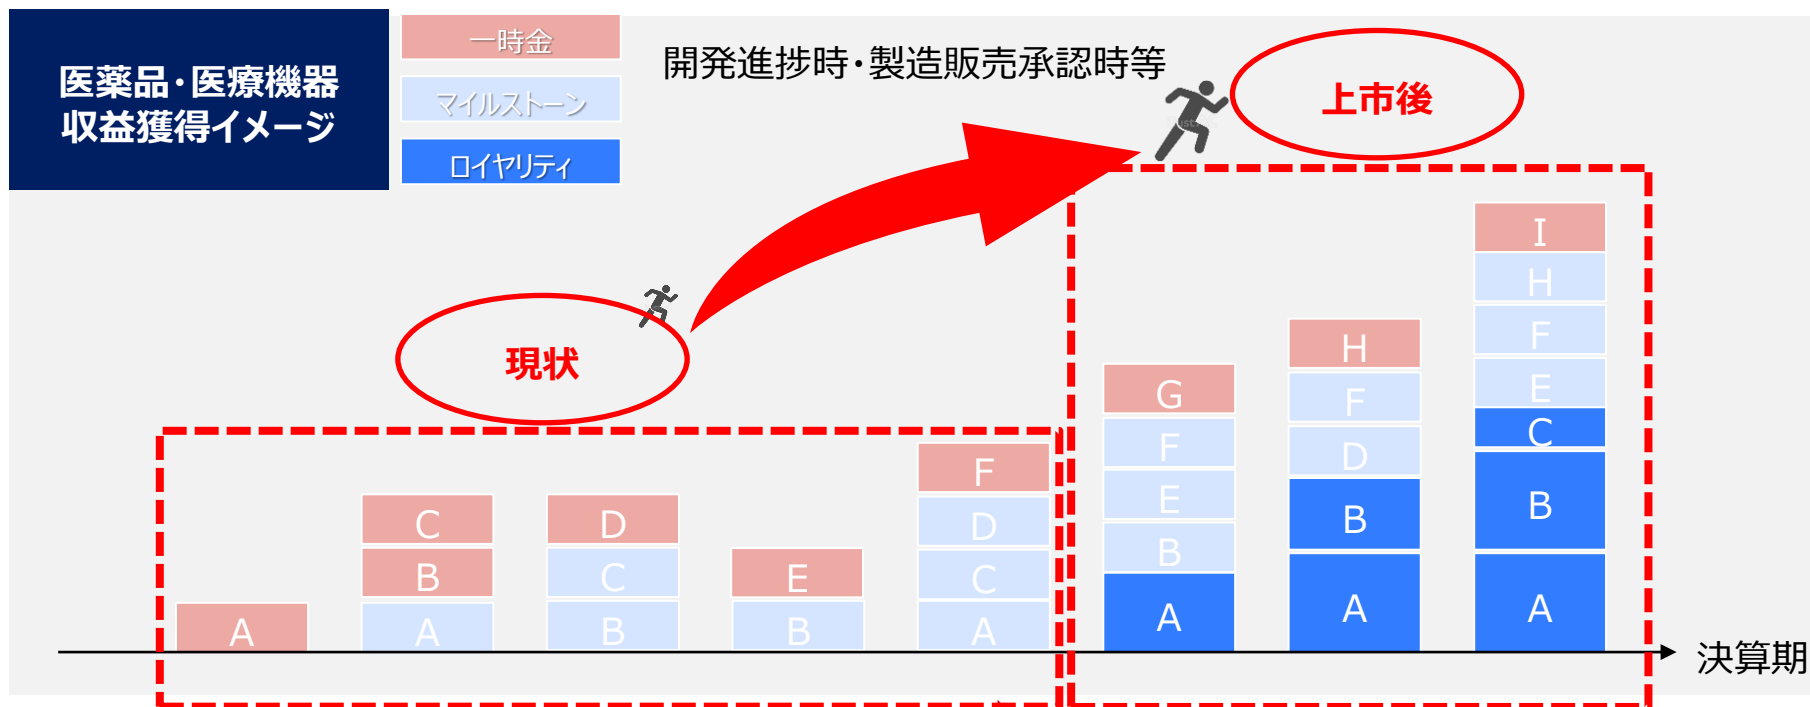 医薬品・医療機器
収益獲得イメージ
一時金
マイルストーン
ロイヤリティ
開発進捗時・製造販売承認時等
上市後
現状
A
C
B
A
D
C
B
E
B
F
D
C
A
G
F
E
B
A
H
F
D
B
A
I
H
F
E
C
B
A
決算期